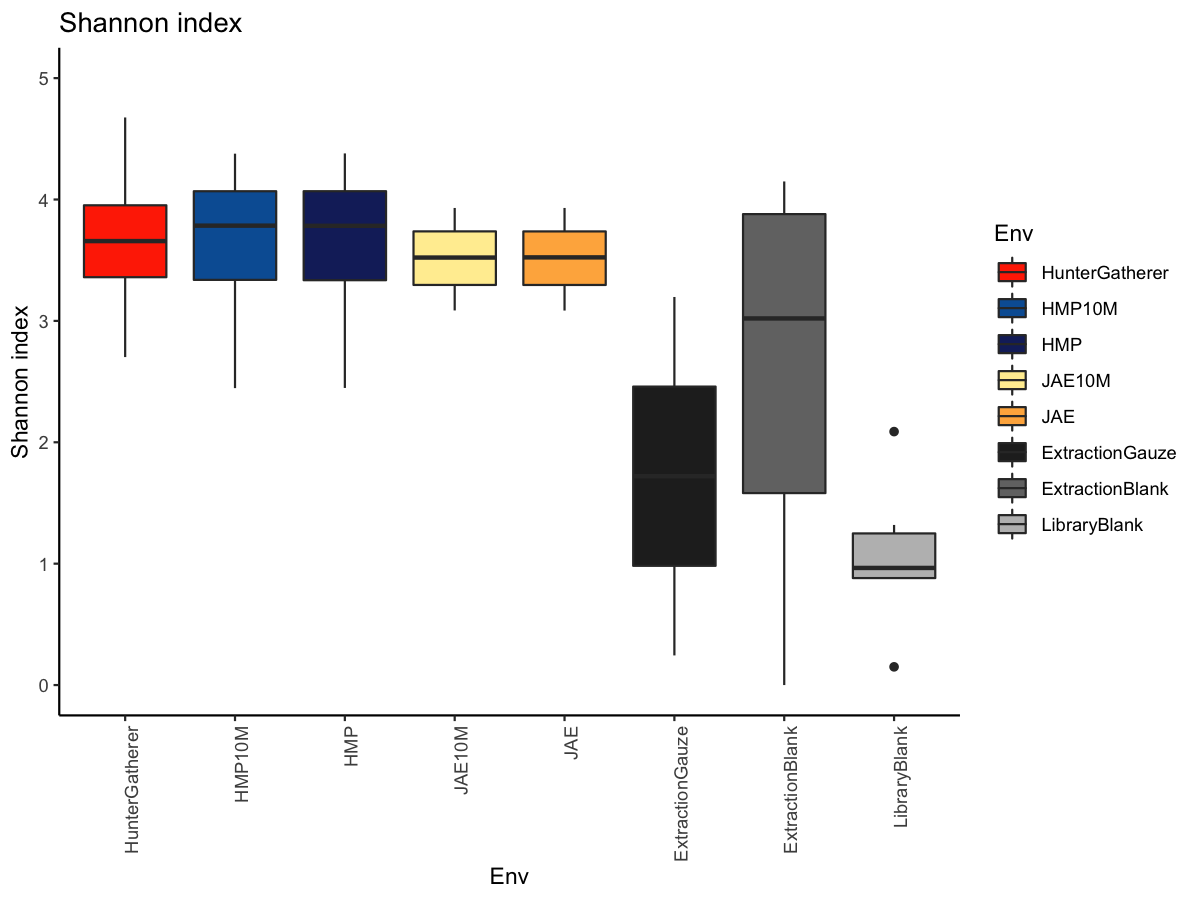 Shannon index
Shannon index
5
4
3
2
1
0
HunterGatherer
HMP10M
HMP
JAE10M
JAE
ExtractionGauze
ExtractionBlank
LibraryBlank
Env
Env
HunterGatherer
HMP10M
HMP
JAE10M
JAE
ExtractionGauze
ExtractionBlank
LibraryBlank